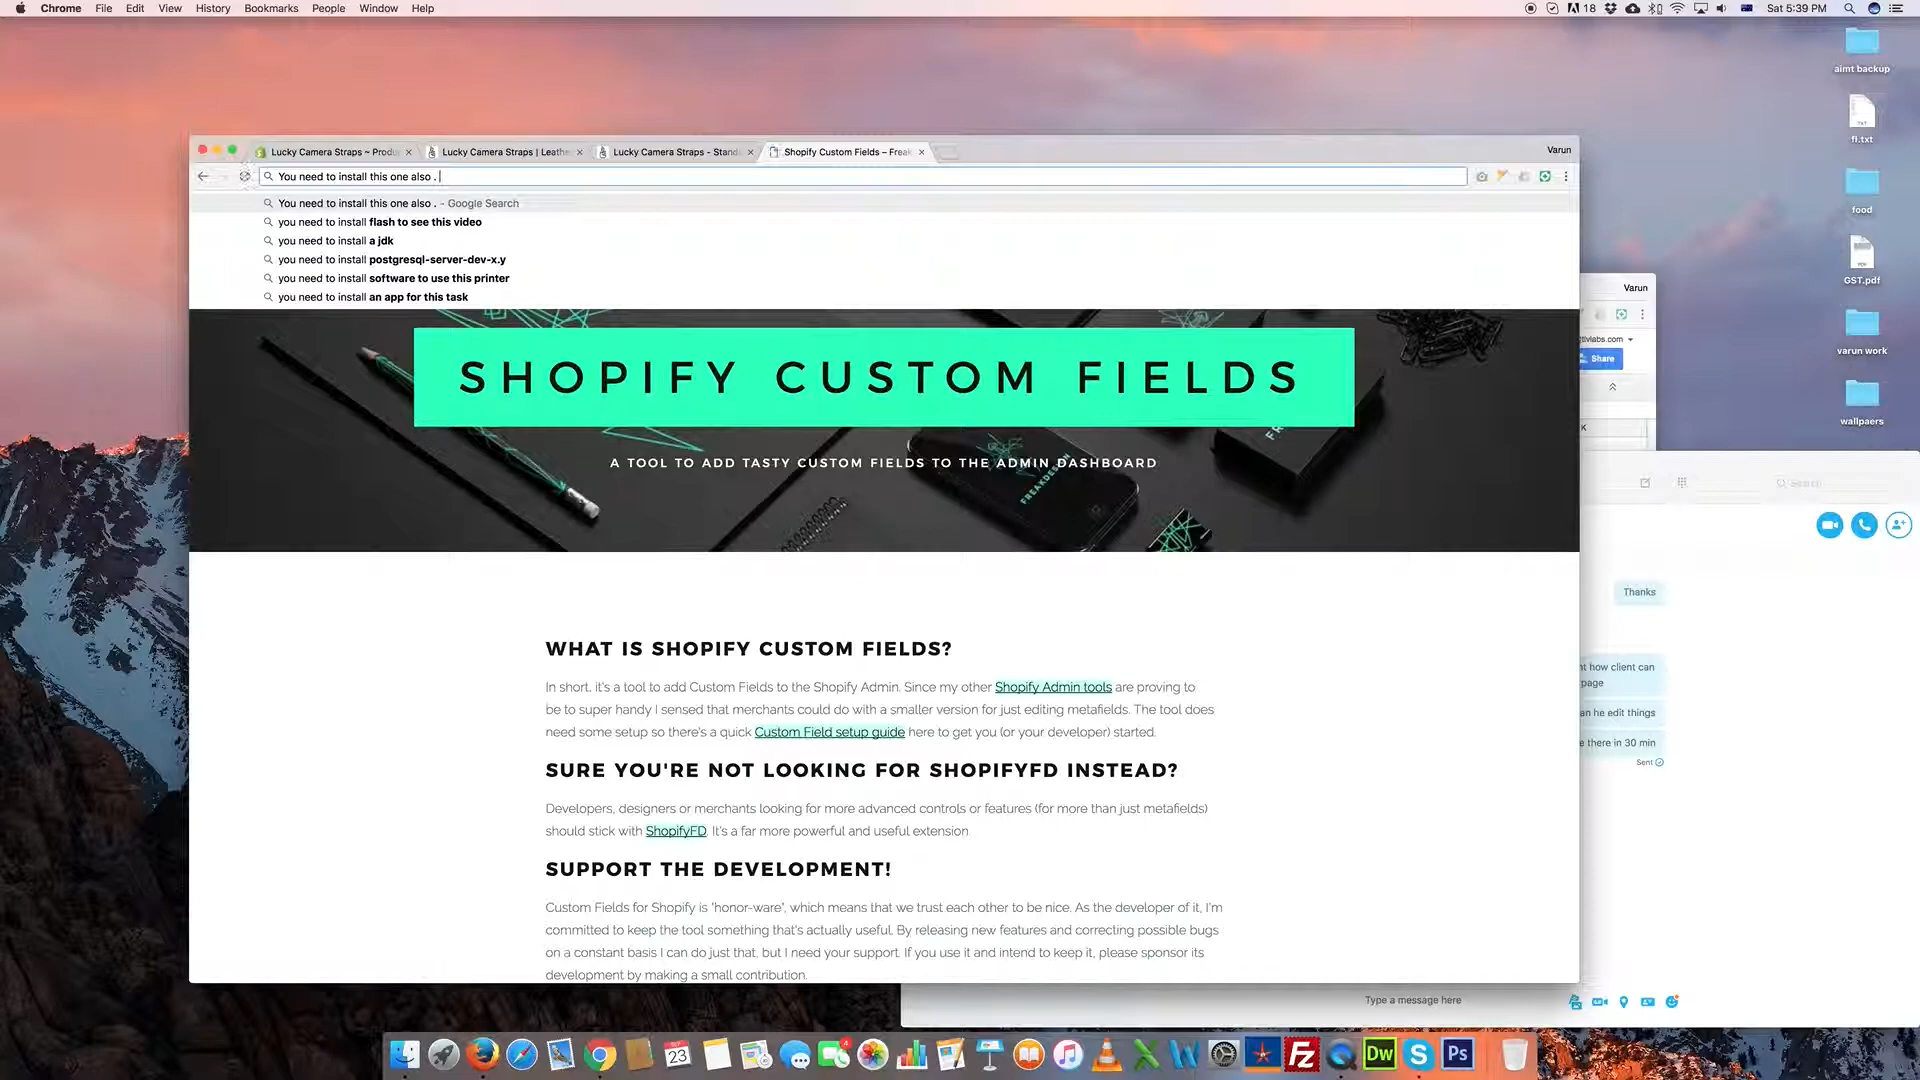 Chrome File Edit View History Bookmarks People Window Help
18 Sat 5:39 PM
aimt backup
TXT
fl.txt
food
PDF
GST.pdf
varun work
wallpaers
Lucky Camera Straps ~ Produ
Lucky Camera Straps | Leathe
Lucky Camera Straps - Stand
Shopify Custom Fields – Freak
Varun
You need to install this one also .
You need to install this one also . - Google Search
you need to install flash to see this video
you need to install a jdk
you need to install postgresql-server-dev-x.y
you need to install software to use this printer
you need to install an app for this task
SHOPIFY CUSTOM FIELDS
A TOOL TO ADD TASTY CUSTOM FIELDS TO THE ADMIN DASHBOARD
WHAT IS SHOPIFY CUSTOM FIELDS?
In short, it's a tool to add Custom Fields to the Shopify Admin. Since my other Shopify Admin tools are proving to
be to super handy I sensed that merchants could do with a smaller version for just editing metafields. The tool does
need some setup so there's a quick Custom Field setup guide here to get you (or your developer) started.
SURE YOU'RE NOT LOOKING FOR SHOPIFYFD INSTEAD?
Developers, designers or merchants looking for more advanced controls or features (for more than just metafields)
should stick with ShopifyFD. It's a far more powerful and useful extension.
SUPPORT THE DEVELOPMENT!
Custom Fields for Shopify is "honor-ware", which means that we trust each other to be nice. As the developer of it, I'm
committed to keep the tool something that's actually useful. By releasing new features and correcting possible bugs
on a constant basis I can do just that, but I need your support. If you use it and intend to keep it, please sponsor its
development by making a small contribution.
Varun
tivlabs.com
Share
K
Search
Thanks
nt how client can
page
an he edit things
e there in 30 min
Sent
Type a message here
4
SEP
23
Fz
Dw
Ps